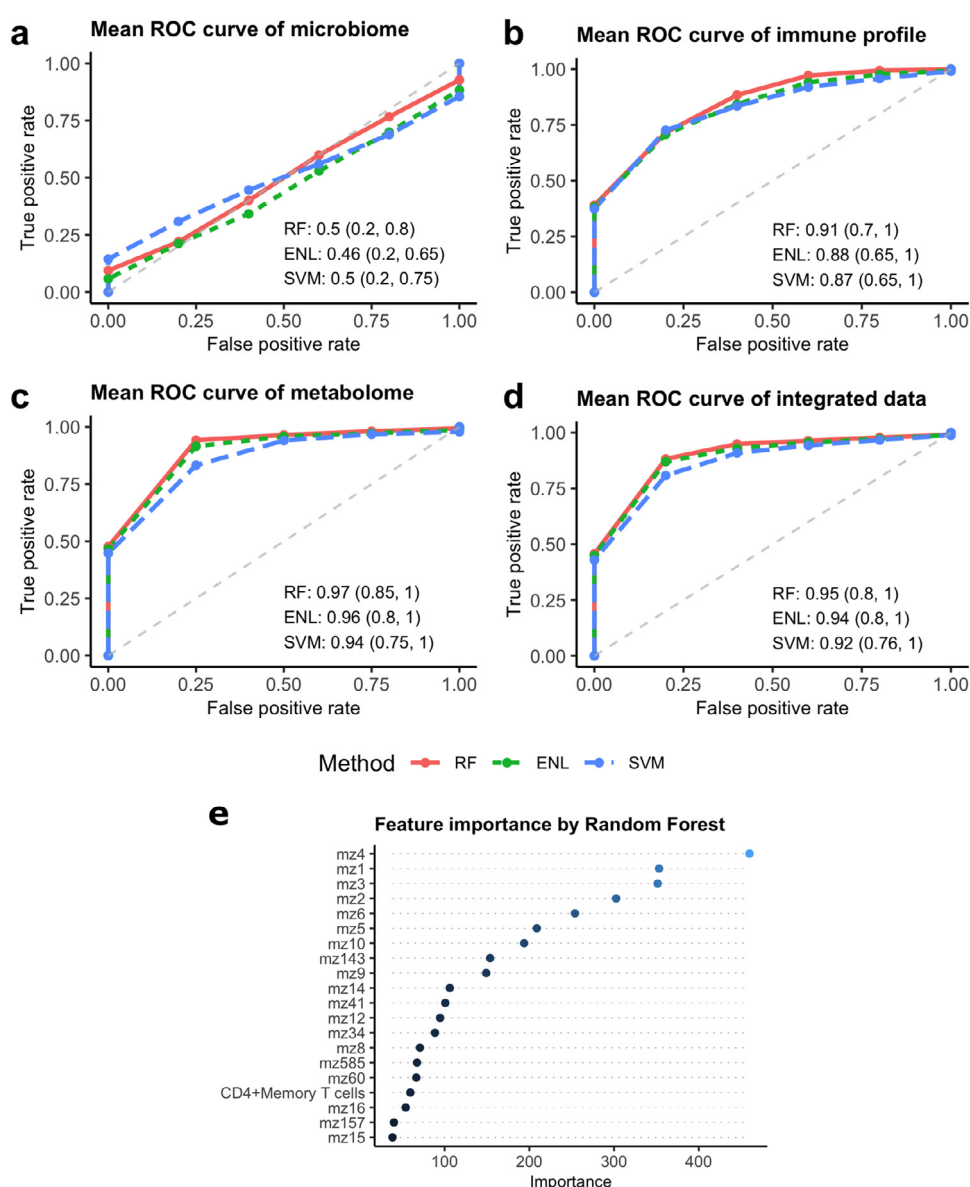 a
Mean ROC curve of microbiome
True positive rate
1.00
0.75
0.50
0.25
0.00
RF: 0.5 (0.2, 0.8)
ENL: 0.46 (0.2, 0.65)
SVM: 0.5 (0.2, 0.75)
0.00 0.25 0.50 0.75 1.00
False positive rate
b
Mean ROC curve of immune profile
True positive rate
1.00
0.75
0.50
0.25
0.00
RF: 0.91 (0.7, 1)
ENL: 0.88 (0.65, 1)
SVM: 0.87 (0.65, 1)
0.00 0.25 0.50 0.75 1.00
False positive rate
c
Mean ROC curve of metabolome
True positive rate
1.00
0.75
0.50
0.25
0.00
RF: 0.97 (0.85, 1)
ENL: 0.96 (0.8, 1)
SVM: 0.94 (0.75, 1)
0.00 0.25 0.50 0.75 1.00
False positive rate
d
Mean ROC curve of integrated data
True positive rate
1.00
0.75
0.50
0.25
0.00
RF: 0.95 (0.8, 1)
ENL: 0.94 (0.8, 1)
SVM: 0.92 (0.76, 1)
0.00 0.25 0.50 0.75 1.00
False positive rate
Method RF ENL SVM
e
Feature importance by Random Forest
mz4
mz1
mz3
mz2
mz6
mz5
mz10
mz143
mz9
mz14
mz41
mz12
mz34
mz8
mz585
mz60
CD4+Memory T cells
mz16
mz157
mz15
100 200 300 400
Importance